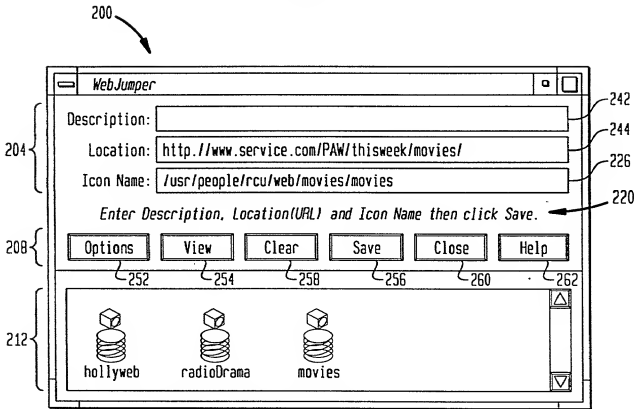 200
WebJumper
Description:
242
204
Location: http.//www.service.com/PAW/thisweek/movies/
244
Icon Name: /usr/people/rcu/web/movies/movies
226
Enter Description, Location(URL) and Icon Name then click Save.
220
208
Options View Clear Save Close Help
252 254 258 256 260 262
212
hollyweb radioDrama movies